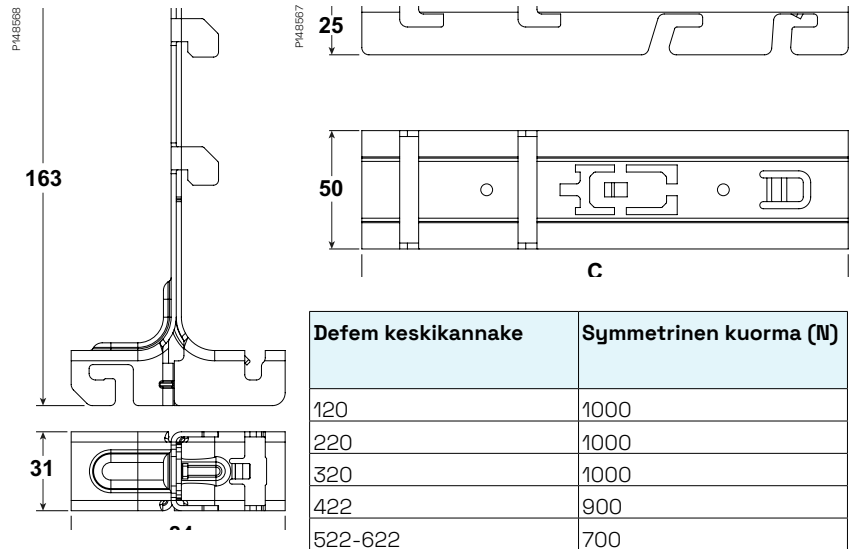 P148568
163
31
P148567
25
50
C
Defem keskikannake Symmetrinen kuorma (N)
120 1000
220 1000
320 1000
422 900
522-622 700